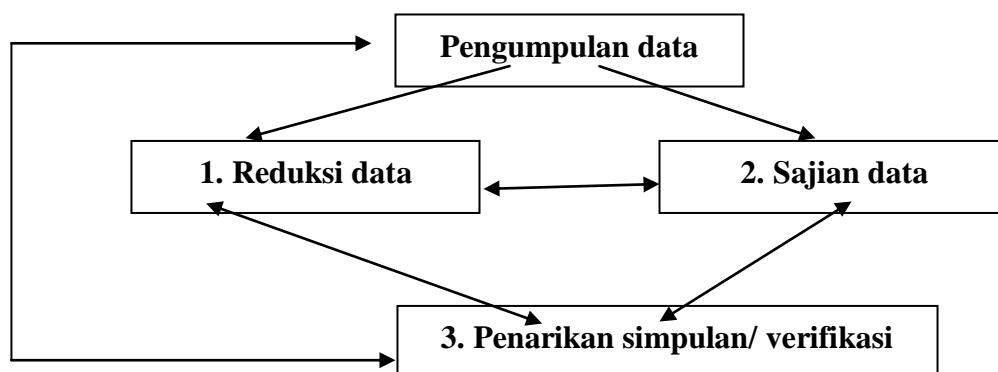 Pengumpulan data
1. Reduksi data
2. Sajian data
3. Penarikan simpulan/ verifikasi